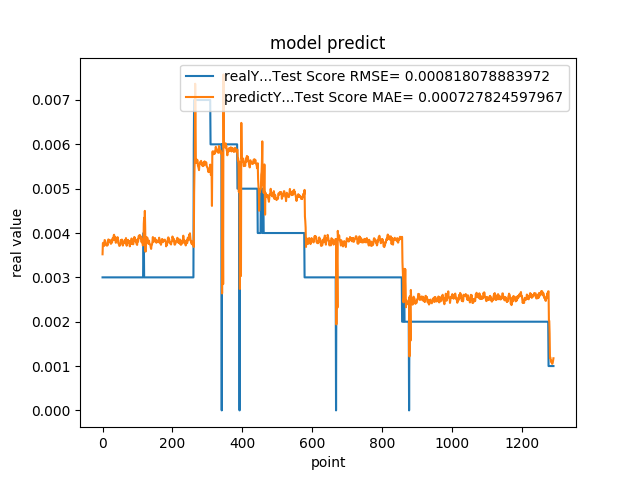 model predict
realY...Test Score RMSE= 0.000818078883972
predictY...Test Score MAE= 0.000727824597967
0.007
0.006
0.005
0.004
0.003
0.002
0.001
0.000
real value
0 200 400 600 800 1000 1200
point